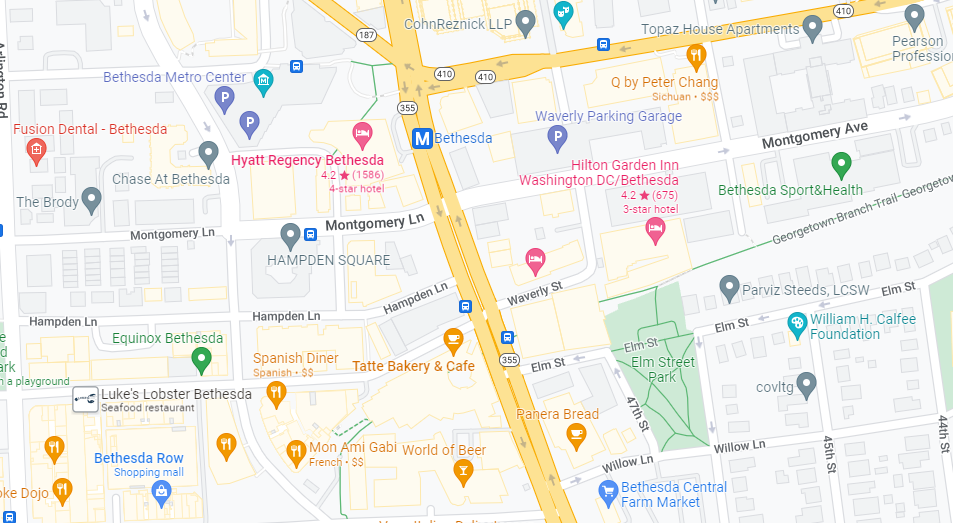 CohnReznick LLP
410
187
Topaz House Apartments
Pearson
Professio
Arlington Rd
Bethesda Metro Center
410
410
Q by Peter Chang
Sichuan • $$$
P
P
355
Waverly Parking Garage
P
Montgomery Ave
Fusion Dental - Bethesda
M Bethesda
Hyatt Regency Bethesda
4.2 ★ (1586)
4-star hotel
Hilton Garden Inn
Washington DC/Bethesda
4.2 ★ (675)
3-star hotel
Chase At Bethesda
Bethesda Sport&Health
The Brody
Georgetown-Branch-Trail-Georgetow
Montgomery Ln
Montgomery Ln
HAMPDEN SQUARE
Hampden Ln
Waverly St
Parviz Steeds, LCSW
Elm St
Hampden Ln
Hampden Ln
Elm St
William H. Calfee
Foundation
Equinox Bethesda
Elm St
e
d
ark
n a playground
Spanish Diner
Spanish • $$
Tatte Bakery & Cafe
355
Elm St
Elm Street
Park
covltg
Luke's Lobster Bethesda
Seafood restaurant
47th St
Panera Bread
44th St
45th St
Mon Ami Gabi
French • $$
World of Beer
Willow Ln
Willow Ln
Bethesda Row
Shopping mall
oke Dojo
Bethesda Central
Farm Market